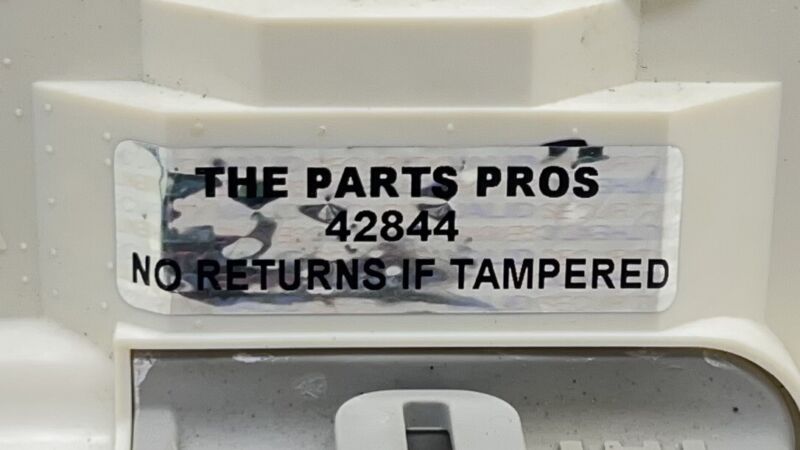 THE PARTS PROS
42844
NO RETURNS IF TAMPERED